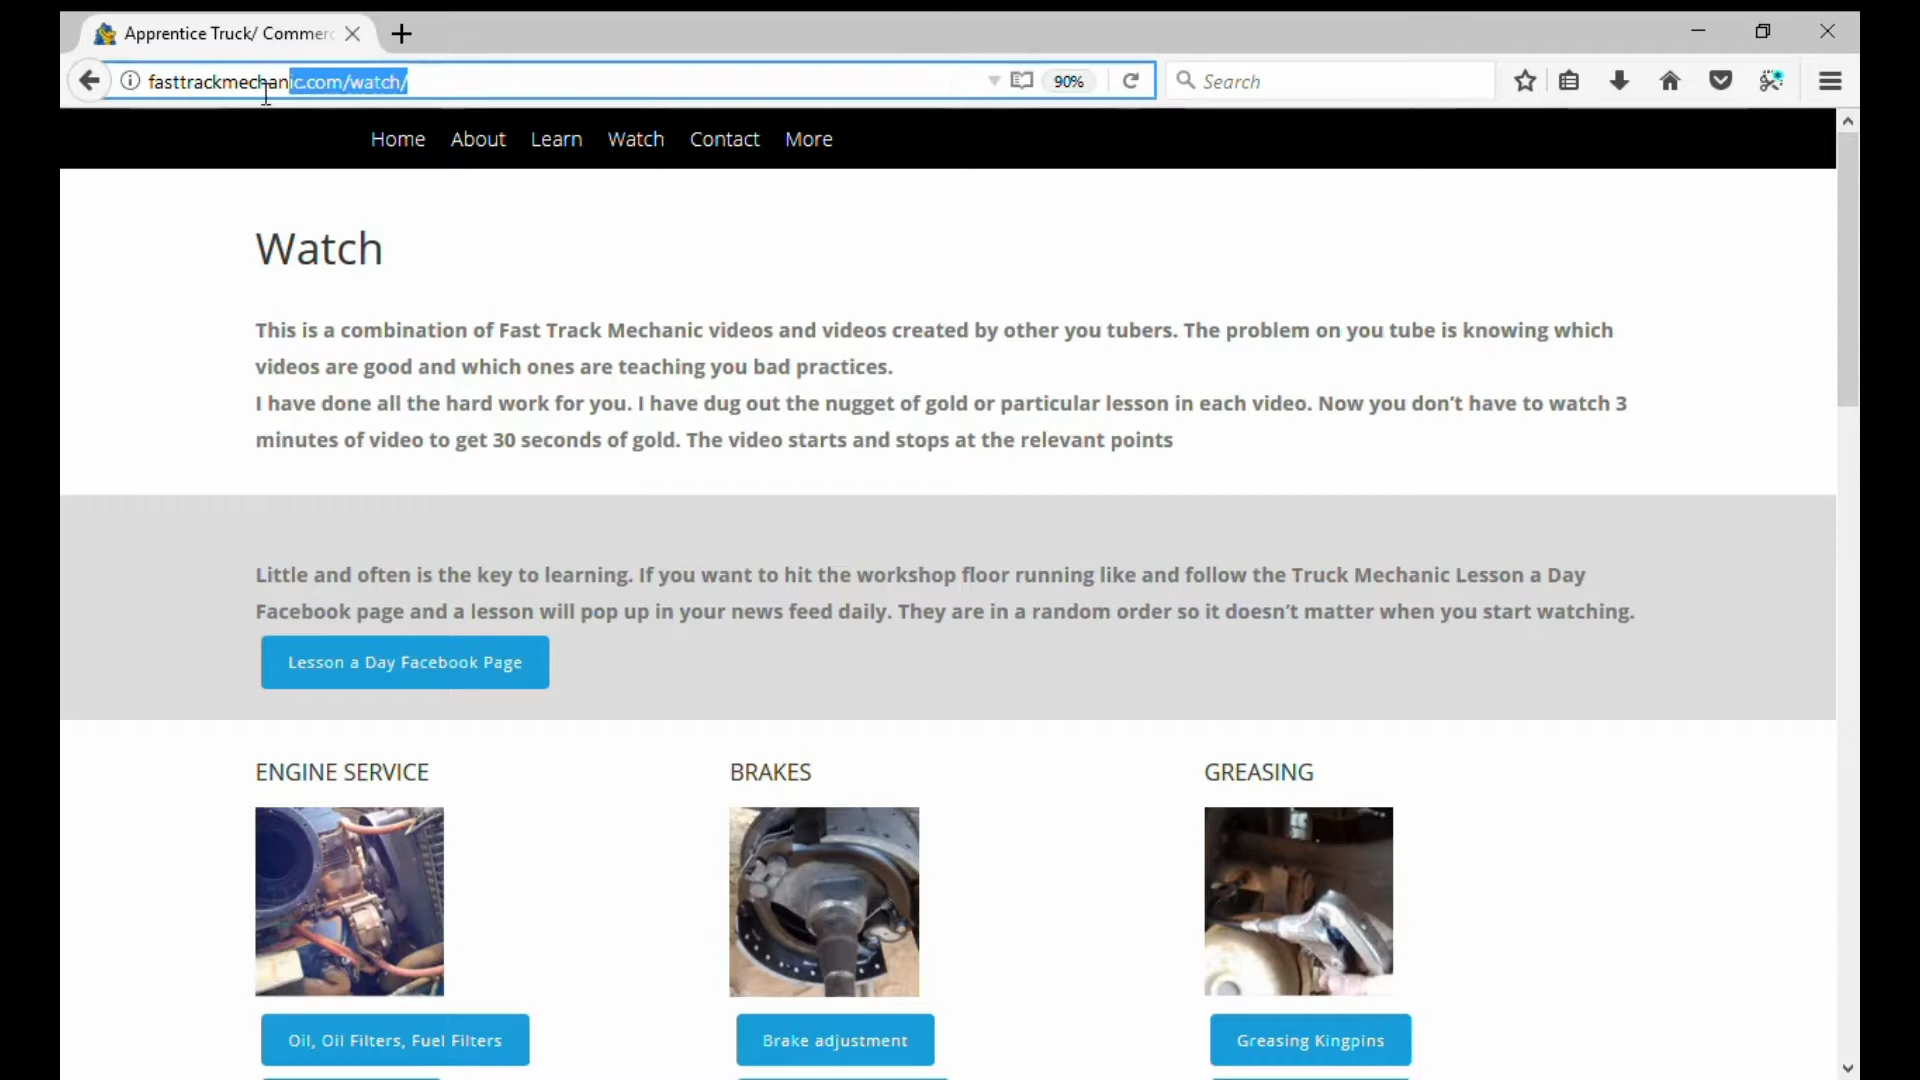 Apprentice Truck/ Commer
fasttrackmechanic.com/watch/
90%
Search
Home About Learn Watch Contact More
Watch
This is a combination of Fast Track Mechanic videos and videos created by other you tubers. The problem on you tube is knowing which
videos are good and which ones are teaching you bad practices.
I have done all the hard work for you. I have dug out the nugget of gold or particular lesson in each video. Now you don’t have to watch 3
minutes of video to get 30 seconds of gold. The video starts and stops at the relevant points
Little and often is the key to learning. If you want to hit the workshop floor running like and follow the Truck Mechanic Lesson a Day
Facebook page and a lesson will pop up in your news feed daily. They are in a random order so it doesn’t matter when you start watching.
Lesson a Day Facebook Page
ENGINE SERVICE
BRAKES
GREASING
Oil, Oil Filters, Fuel Filters
Brake adjustment
Greasing Kingpins